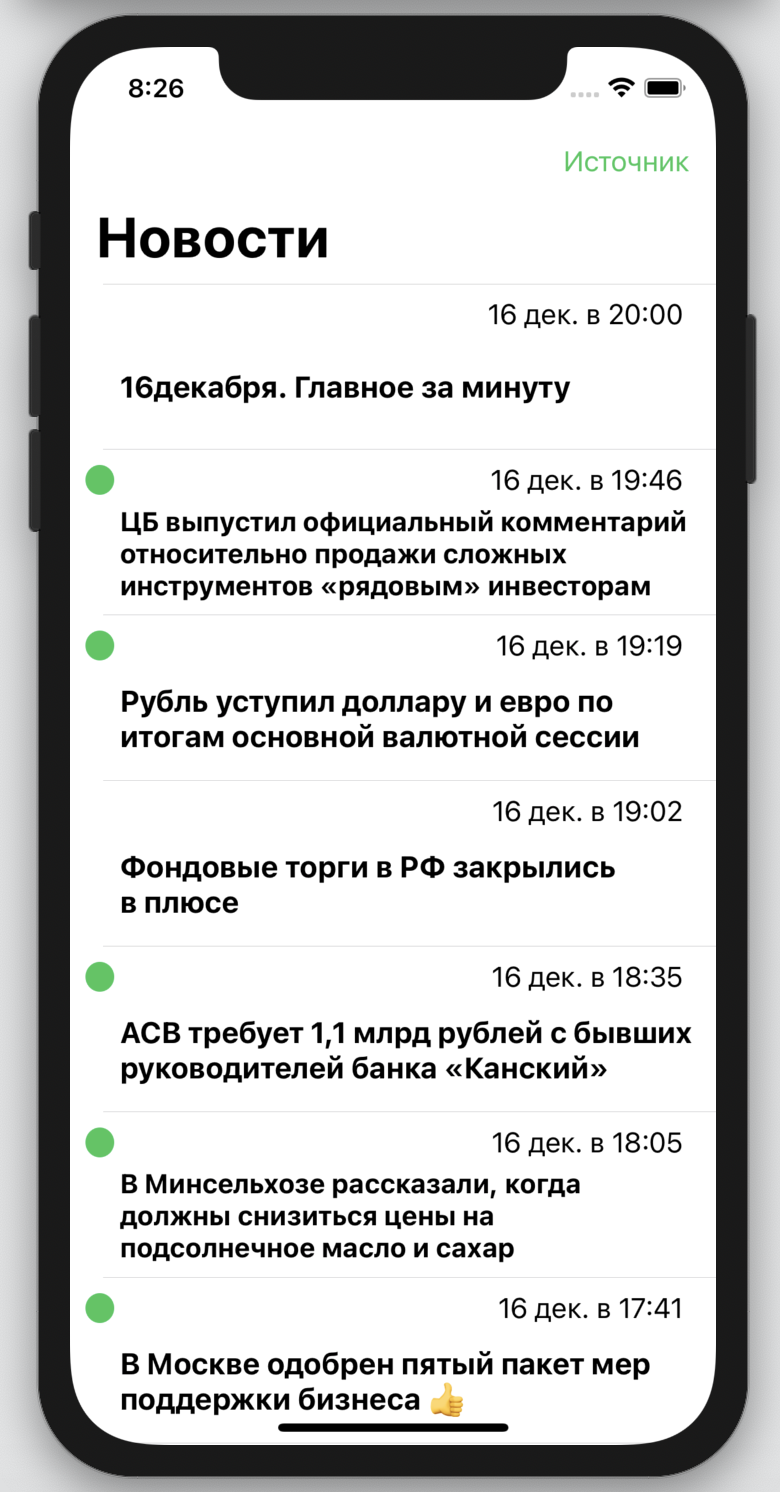 8:26
Источник
Новости
16 дек. в 20:00
16декабря. Главное за минуту
16 дек. в 19:46
ЦБ выпустил официальный комментарий
относительно продажи сложных
инструментов «рядовым» инвесторам
16 дек. в 19:19
Рубль уступил доллару и евро по
итогам основной валютной сессии
16 дек. в 19:02
Фондовые торги в РФ закрылись
в плюсе
16 дек. в 18:35
АСВ требует 1,1 млрд рублей с бывших
руководителей банка «Канский»
16 дек. в 18:05
В Минсельхозе рассказали, когда
должны снизиться цены на
подсолнечное масло и сахар
16 дек. в 17:41
В Москве одобрен пятый пакет мер
поддержки бизнеса 👍